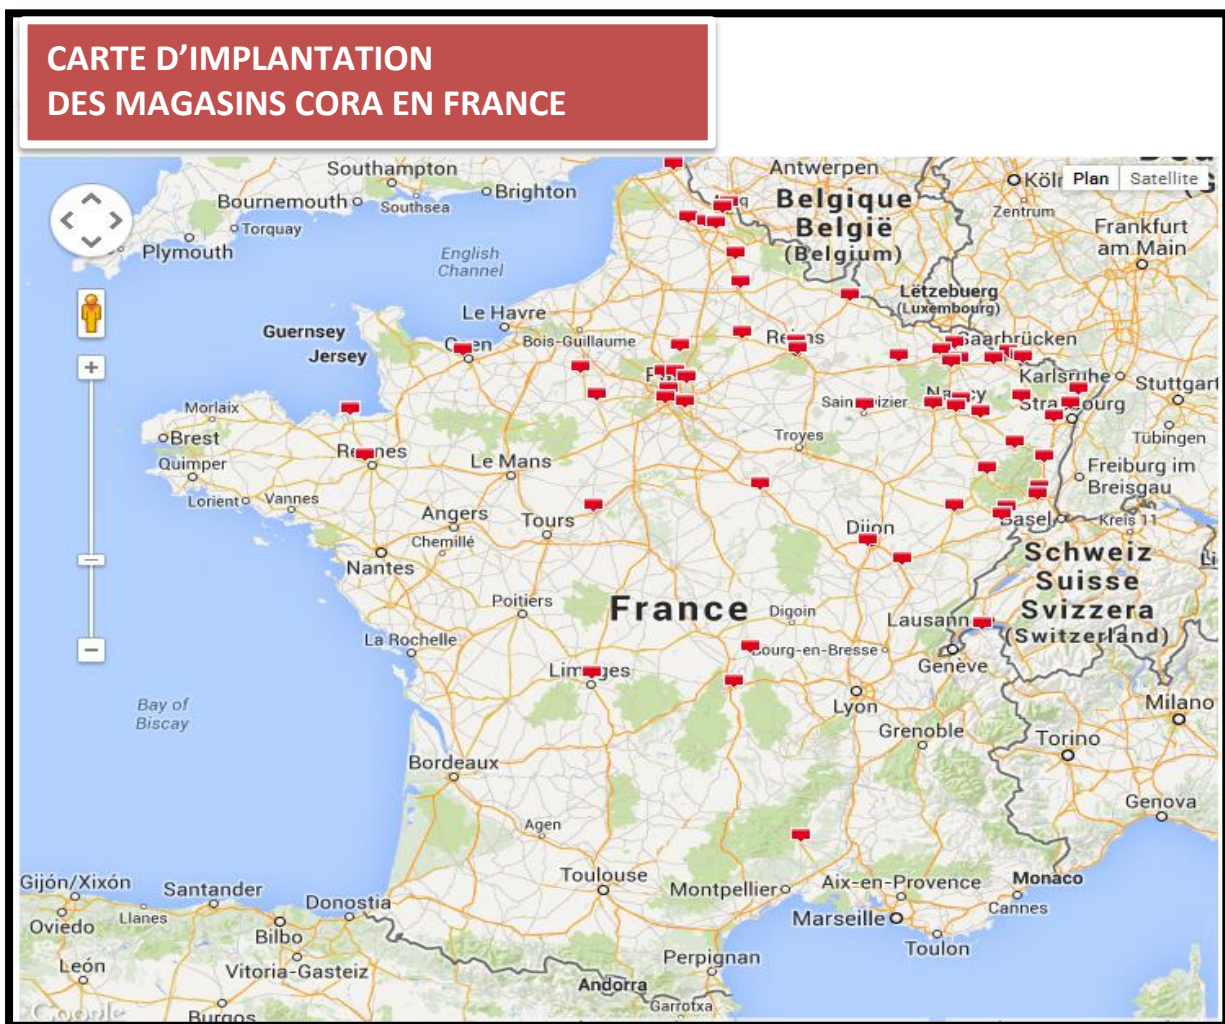 CARTE D'IMPLANTATION
DES MAGASINS CORA EN FRANCE
Southampton
Antwerpen
Plan
Satellite
Bournemouth
Southsea
Brighton
Belgique
België
(Belgium)
Zentrum
Torquay
Plymouth
English
Channel
Frankfurt
am Main
Lëtzebuerg
(Luxembourg)
Le Havre
Guernsey
Bois-Guillaume
Saarbrücken
Jersey
Karlsruhe
Stuttgart
Morlaix
Brest
Troyes
Tübingen
Quimper
Le Mans
Freiburg im
Breisgau
Lorient
Vannes
Angers
Tours
Basel
Kreis 11
Chemillé
Dijon
Nantes
Schweiz
Suisse
Svizzera
(Switzerland)
Poitiers
France
Digoin
La Rochelle
Bourg-en-Bresse
Genève
Bay of
Biscay
Lyon
Milano
Grenoble
Torino
Bordeaux
Genova
Agen
Toulouse
Montpellier
Aix-en-Provence
Monaco
Gijón/Xixón
Santander
Donostia
Cannes
Oviedo
Llanes
Bilbo
Marseille
Toulon
León
Vitoria-Gasteiz
Perpignan
Andorra
Garrotxa
Google
Burgos